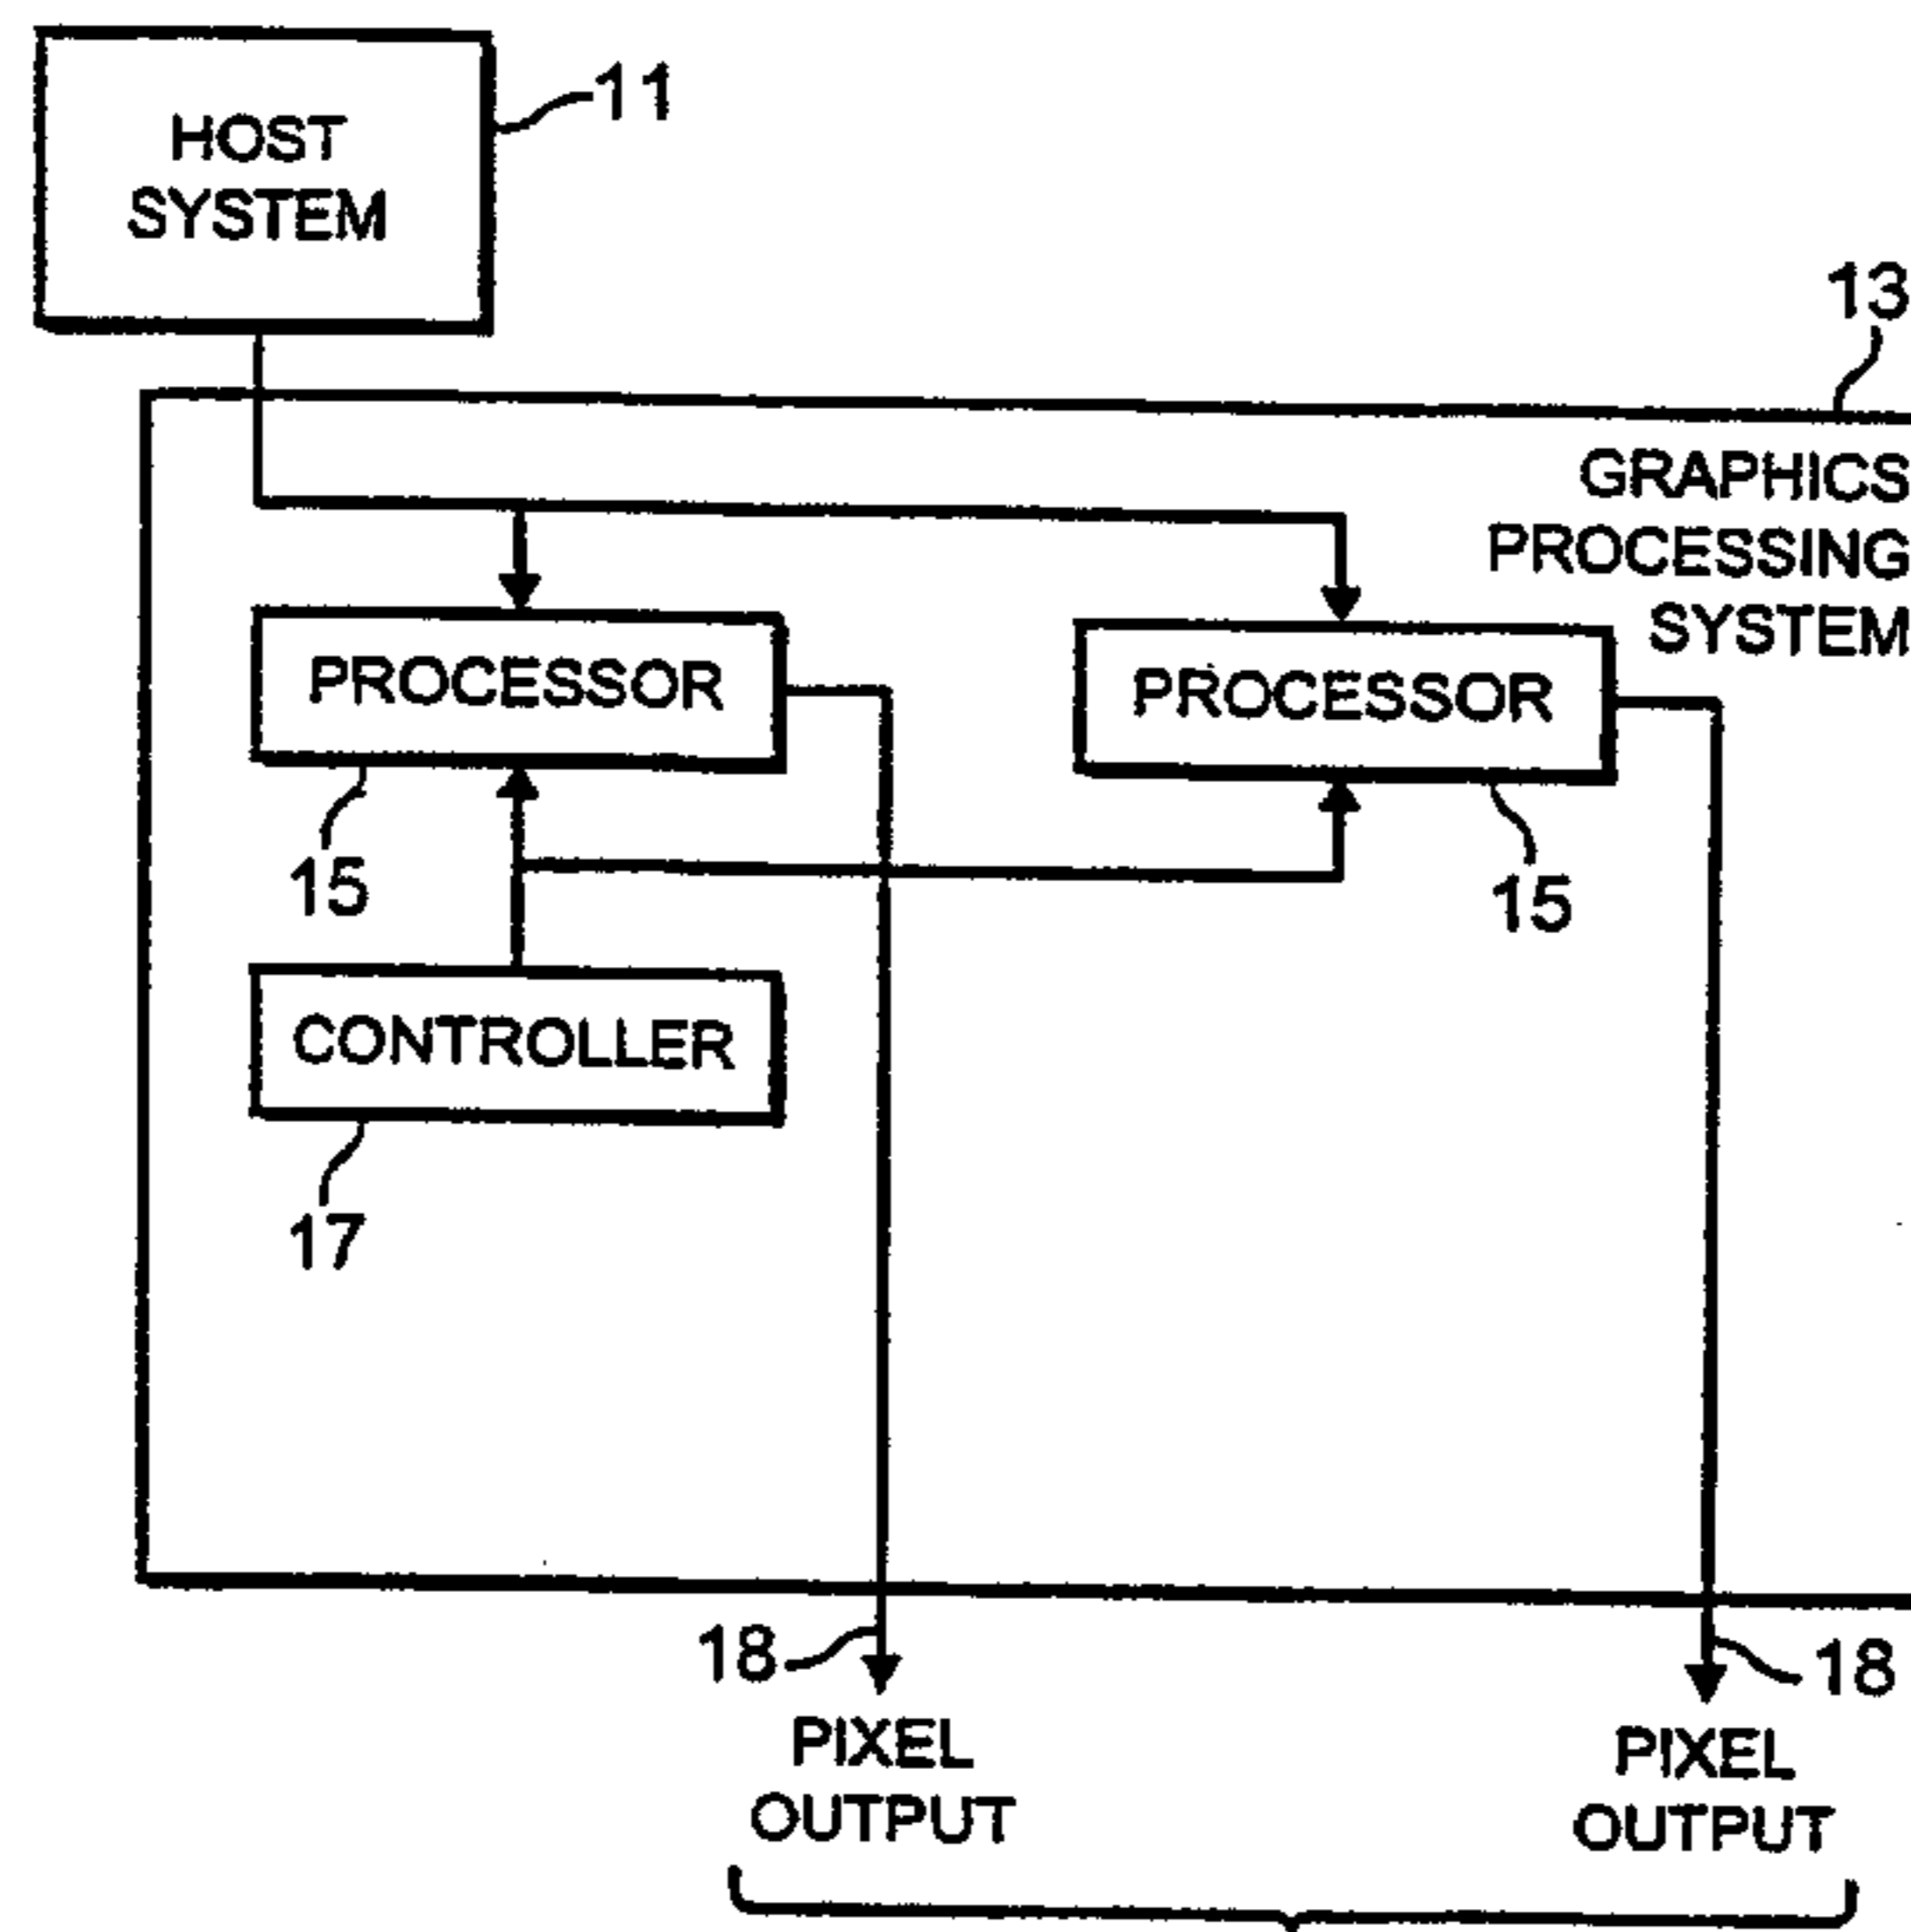 HOST
SYSTEM
11
13
GRAPHICS
PROCESSING
SYSTEM
PROCESSOR
PROCESSOR
15
15
CONTROLLER
17
18
18
PIXEL
OUTPUT
PIXEL
OUTPUT